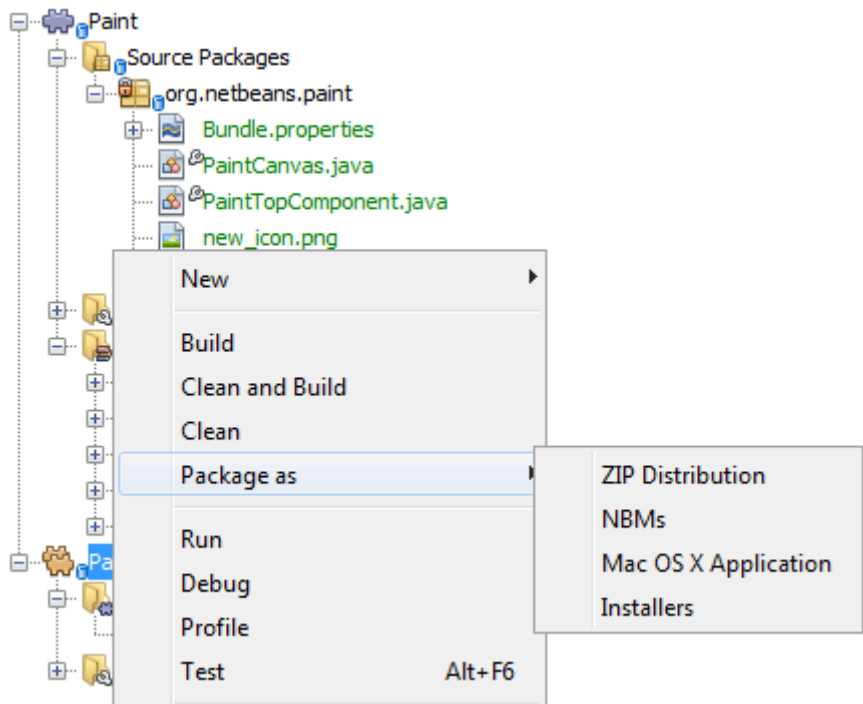 Paint
Source Packages
org.netbeans.paint
Bundle.properties
PaintCanvas.java
PaintTopComponent.java
new_icon.png
New
Build
Clean and Build
Clean
Package as
ZIP Distribution
NBMs
Mac OS X Application
Installers
Pa
Run
Debug
Profile
Test Alt+F6